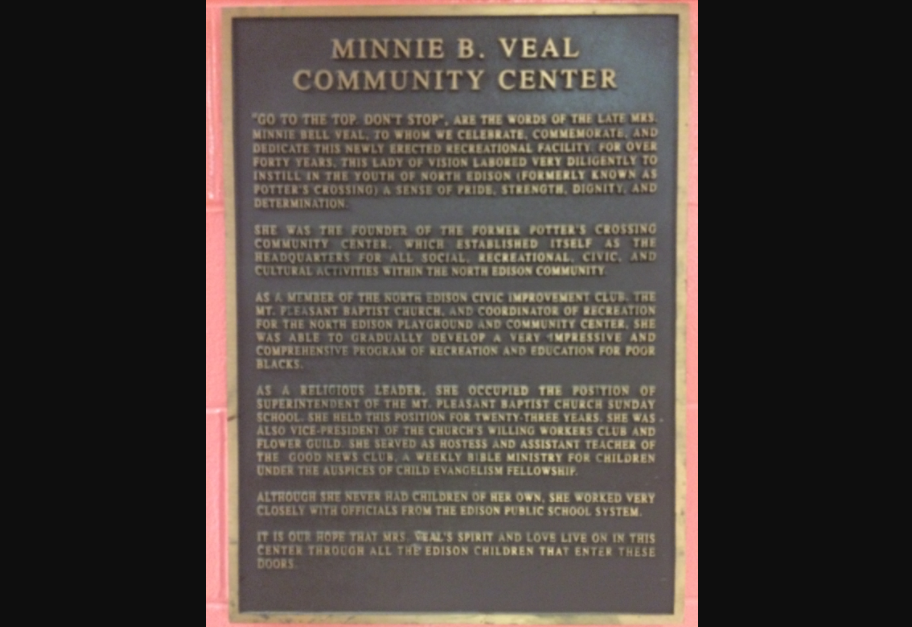 MINNIE B. VEAL
COMMUNITY CENTER
"GO TO THE TOP. DON'T STOP", ARE THE WORDS OF THE LATE MRS.
MINNIE BELL VEAL, TO WHOM WE CELEBRATE, COMMEMORATE, AND
DEDICATE THIS NEWLY ERECTED RECREATIONAL FACILITY. FOR OVER
FORTY YEARS, THIS LADY OF VISION LABORED VERY DILIGENTLY TO
INSTILL IN THE YOUTH OF NORTH EDISON (FORMERLY KNOWN AS
POTTER'S CROSSING) A SENSE OF PRIDE, STRENGTH, DIGNITY, AND
DETERMINATION.
SHE WAS THE FOUNDER OF THE FORMER POTTER'S CROSSING
COMMUNITY CENTER, WHICH ESTABLISHED ITSELF AS THE
HEADQUARTERS FOR ALL SOCIAL, RECREATIONAL, CIVIC, AND
CULTURAL ACTIVITIES WITHIN THE NORTH EDISON COMMUNITY.
AS A MEMBER OF THE NORTH EDISON CIVIC IMPROVEMENT CLUB, THE
MT. PLEASANT BAPTIST CHURCH, AND COORDINATOR OF RECREATION
FOR THE NORTH EDISON PLAYGROUND AND COMMUNITY CENTER, SHE
WAS ABLE TO GRADUALLY DEVELOP A VERY IMPRESSIVE AND
COMPREHENSIVE PROGRAM OF RECREATION AND EDUCATION FOR POOR
BLACKS.
AS A RELIGIOUS LEADER, SHE OCCUPIED THE POSITION OF
SUPERINTENDENT OF THE MT. PLEASANT BAPTIST CHURCH SUNDAY
SCHOOL. SHE HELD THIS POSITION FOR TWENTY-THREE YEARS. SHE WAS
ALSO VICE-PRESIDENT OF THE CHURCH'S WILLING WORKERS CLUB AND
FLOWER GUILD. SHE SERVED AS HOSTESS AND ASSISTANT TEACHER OF
THE GOOD NEWS CLUB, A WEEKLY BIBLE MINISTRY FOR CHILDREN
UNDER THE AUSPICES OF CHILD EVANGELISM FELLOWSHIP.
ALTHOUGH SHE NEVER HAD CHILDREN OF HER OWN, SHE WORKED VERY
CLOSELY WITH OFFICIALS FROM THE EDISON PUBLIC SCHOOL SYSTEM.
IT IS OUR HOPE THAT MRS. VEAL'S SPIRIT AND LOVE LIVE ON IN THIS
CENTER THROUGH ALL THE EDISON CHILDREN THAT ENTER THESE
DOORS.